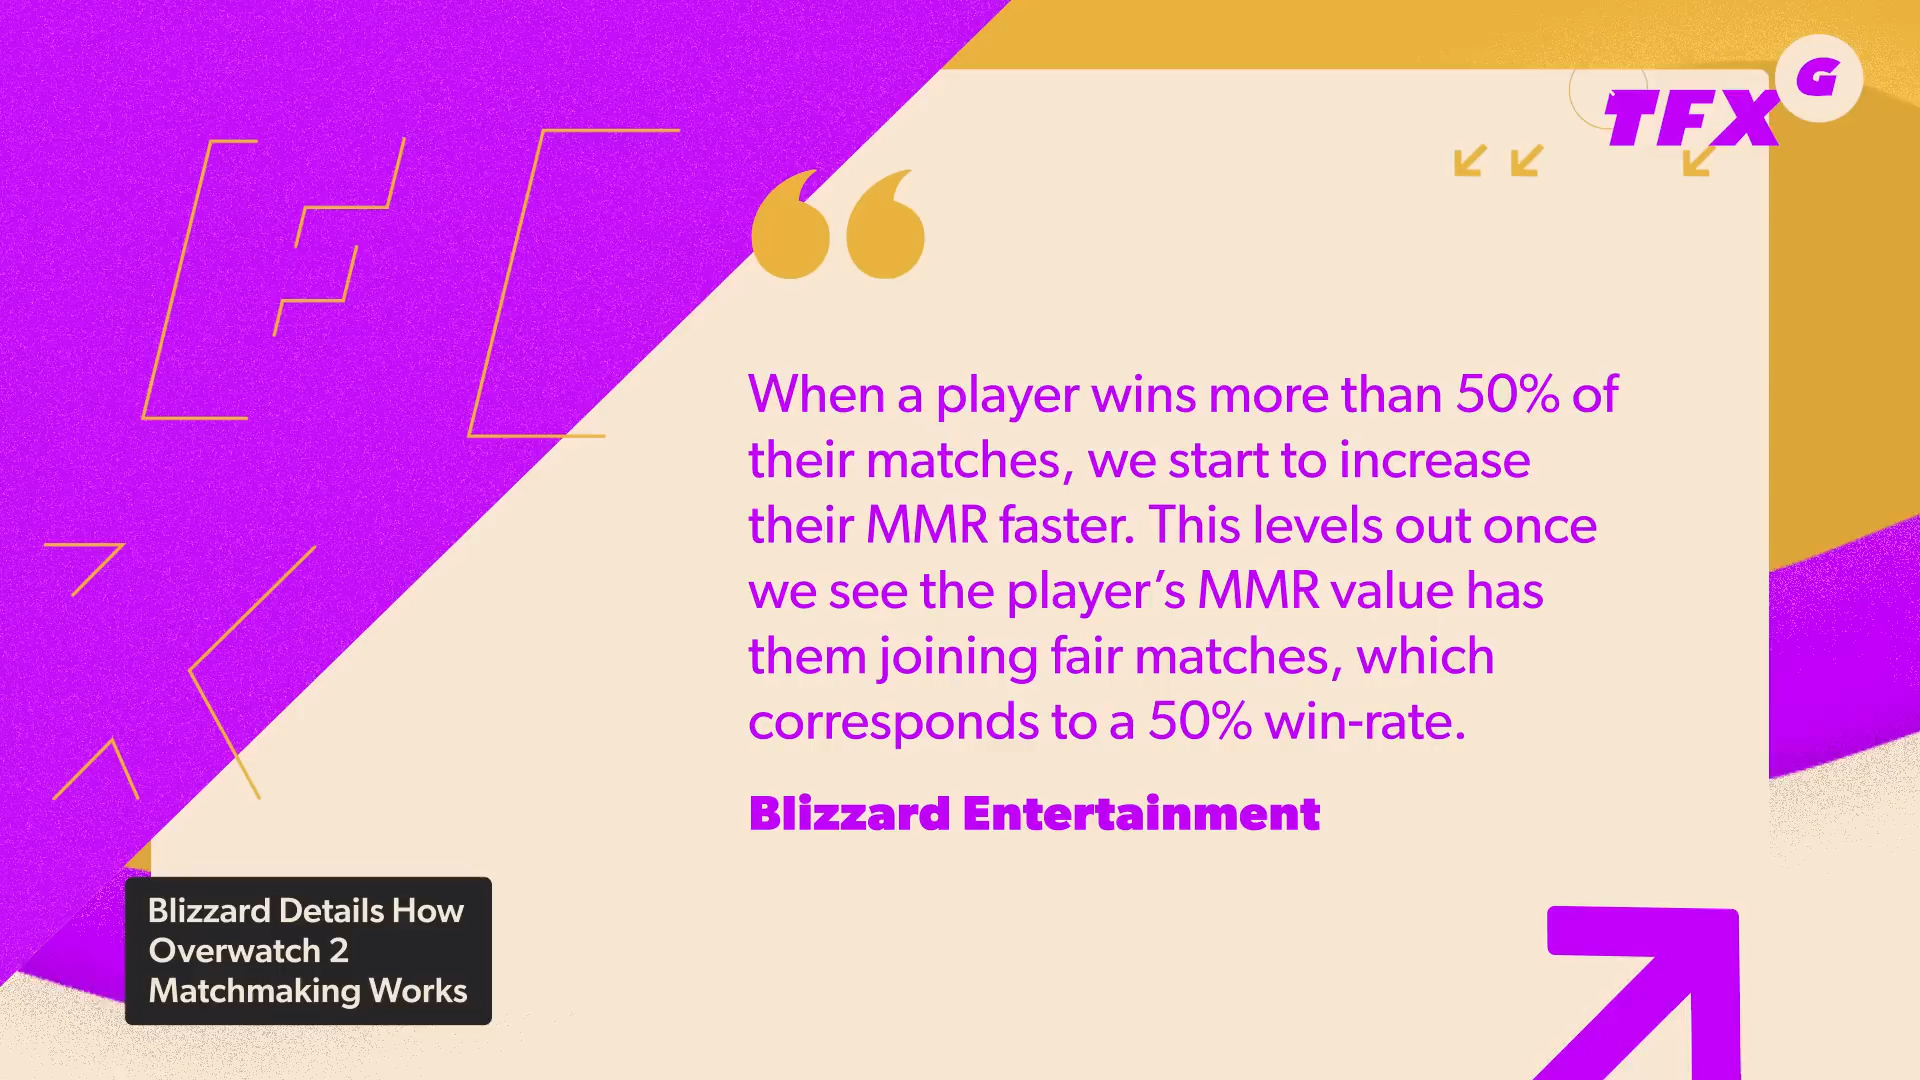 TFX
G
“
When a player wins more than 50% of
their matches, we start to increase
their MMR faster. This levels out once
we see the player’s MMR value has
them joining fair matches, which
corresponds to a 50% win-rate.
Blizzard Entertainment
Blizzard Details How
Overwatch 2
Matchmaking Works